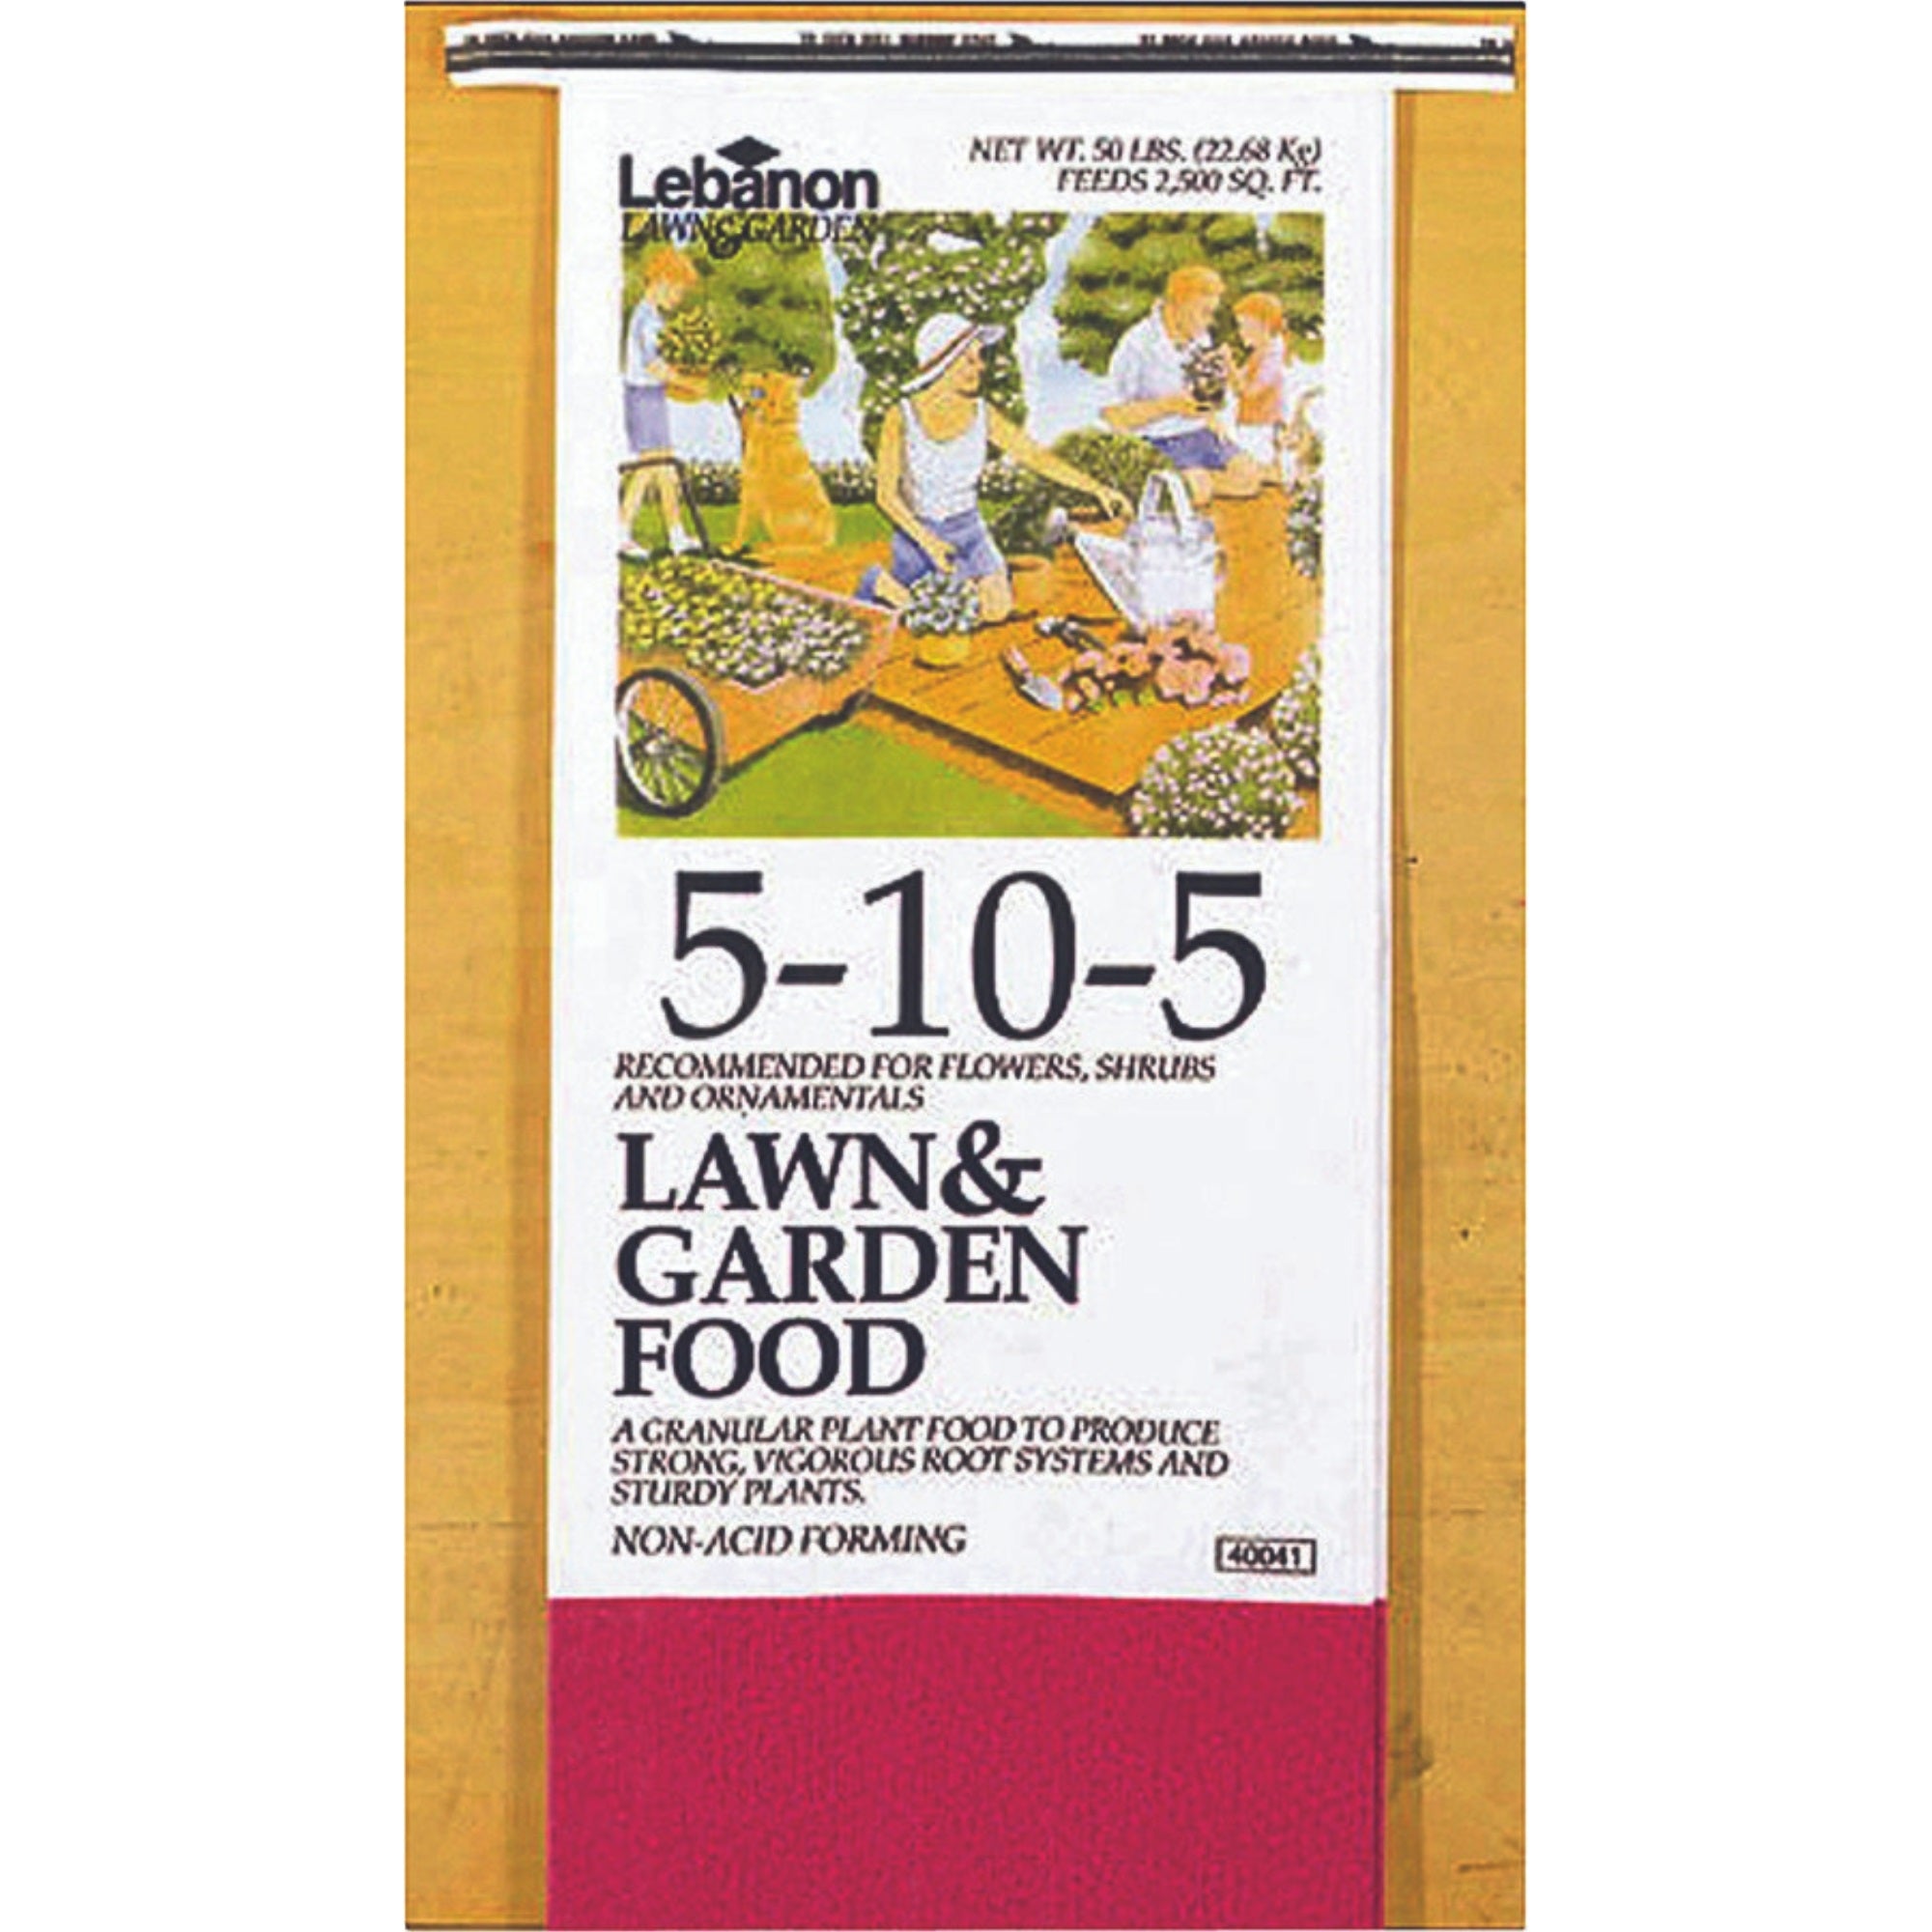 Lebanon
LAWN & GARDEN
NET WT. 50 LBS. (22.68 Kg)
FEEDS 2,500 SQ. FT.
5-10-5
RECOMMENDED FOR FLOWERS, SHRUBS
AND ORNAMENTALS
LAWN &
GARDEN
FOOD
A GRANULAR PLANT FOOD TO PRODUCE
STRONG, VIGOROUS ROOT SYSTEMS AND
STURDY PLANTS.
NON-ACID FORMING
40041